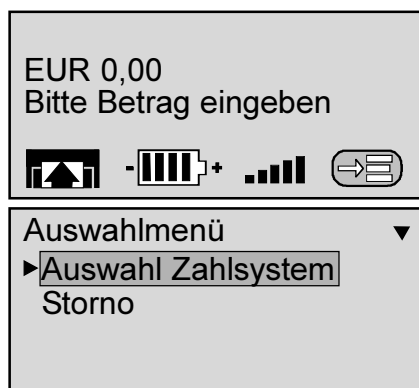 EUR 0,00
Bitte Betrag eingeben
Auswahlmenü
Auswahl Zahlsystem
Storno